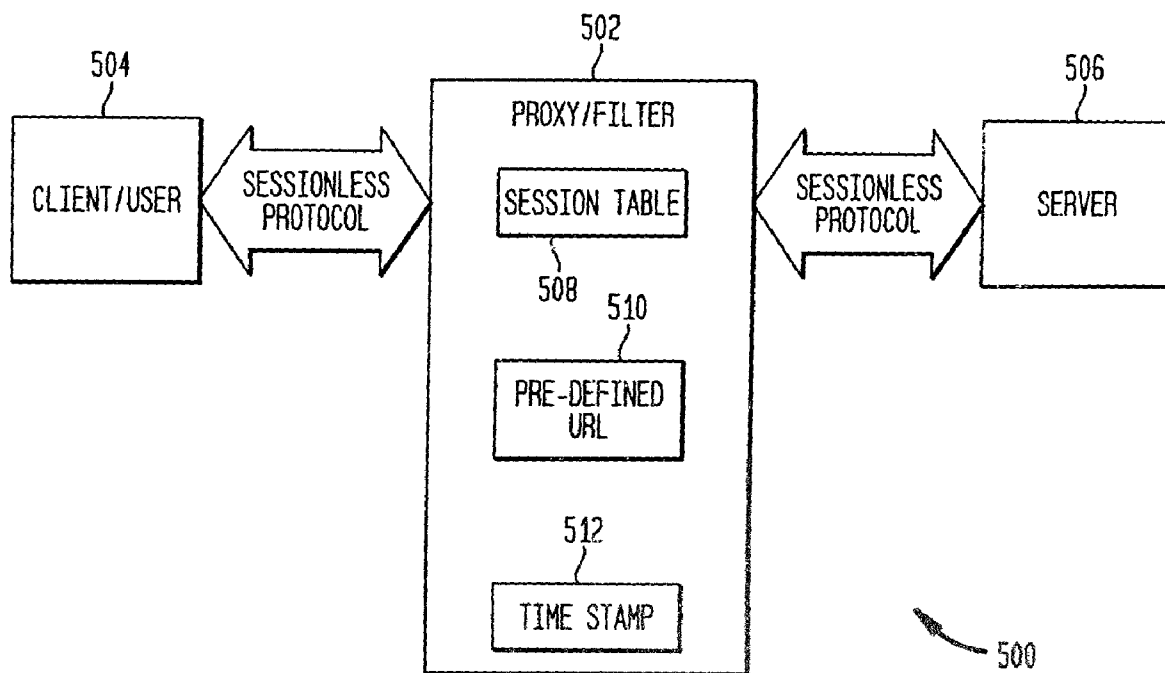 502
504
506
PROXY/FILTER
CLIENT/USER
SESSIONLESS
PROTOCOL
SESSION TABLE
508
SESSIONLESS
PROTOCOL
SERVER
510
PRE-DEFINED
URL
512
TIME STAMP
500